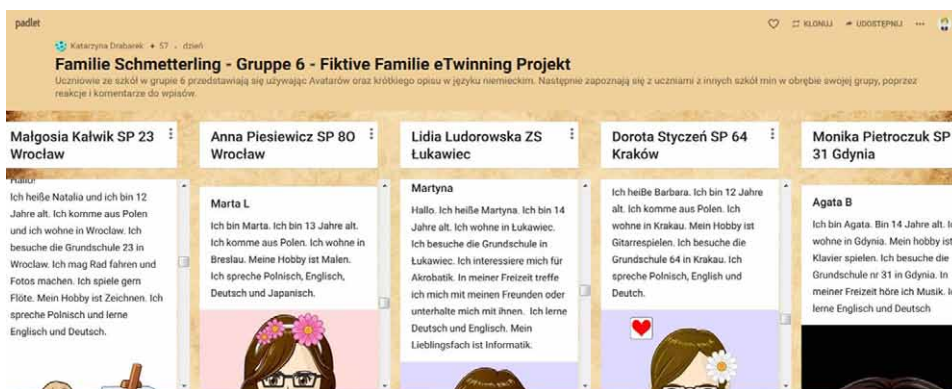 padlet
KLONUJ UDOSTĘPNIJ
Katarzyna Drabarek + 57 . dzień
Familie Schmetterling - Gruppe 6 - Fiktive Familie eTwinning Projekt
Uczniowie ze szkół w grupie 6 przedstawiają się używając Avatarów oraz krótkiego opisu w języku niemieckim. Następnie zapoznają się z uczniami z innych szkół min w obrębie swojej grupy, poprzez
reakcje i komentarze do wpisów.
Małgosia Kałwik SP 23
Wrocław
Hallo!
Ich heiße Natalia und ich bin 12
Jahre alt. Ich komme aus Polen
und ich wohne in Wroclaw. Ich
besuche die Grundschule 23 in
Wroclaw. Ich mag Rad fahren und
Fotos machen. Ich spiele gern
Flöte. Mein Hobby ist Zeichnen. Ich
spreche Polnisch und lerne
Englisch und Deutsch.
Anna Piesiewicz SP 80
Wrocław
Marta L
Ich bin Marta. Ich bin 13 Jahre alt.
Ich komme aus Polen. Ich wohne in
Breslau. Meine Hobby ist Malen.
Ich spreche Polnisch, Englisch,
Deutsch und Japanisch.
Lidia Ludorowska ZS
Łukawiec
Martyna
Hallo. Ich heiße Martyna. Ich bin 14
Jahre alt. Ich wohne in Łukawiec.
Ich besuche die Grundschule in
Łukawiec. Ich interessiere mich für
Akrobatik. In meiner Freizeit treffe
ich mich mit meinen Freunden oder
unterhalte mich mit ihnen. Ich lerne
Deutsch und Englisch. Mein
Lieblingsfach ist Informatik.
Dorota Styczeń SP 64
Kraków
Ich heiße Barbara. Ich bin 12 Jahre
alt. Ich komme aus Polen. Ich
wohne in Krakau. Mein Hobby ist
Gitarrespielen. Ich besuche die
Grundschule 64 in Krakau. Ich
spreche Polnisch, English und
Deutch.
Monika Pietroczuk SP
31 Gdynia
Agata B
Ich bin Agata. Bin 14 Jahre alt.
wohne in Gdynia. Mein hobby ist
Klavier spielen. Ich besuche die
Grundschule nr 31 in Gdynia. In
meiner Freizeit höre ich Musik.
lerne Englisch und Deutsch